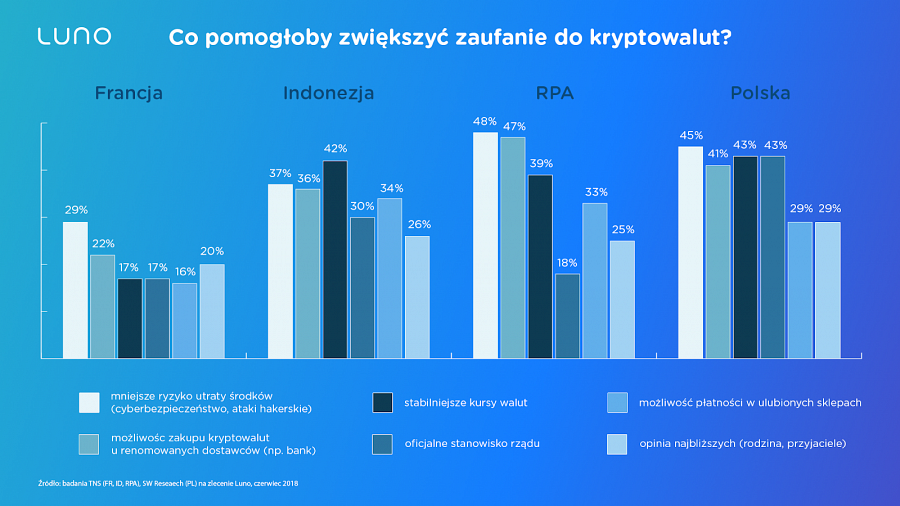 LUNO
Co pomogłoby zwiększyć zaufanie do kryptowalut?
Francja
Indonezja
RPA
Polska
29%
22%
17%
17%
16%
20%
37%
36%
42%
30%
34%
26%
48%
47%
39%
18%
33%
25%
45%
41%
43%
43%
29%
29%
mniejsze ryzyko utraty środków
(cyberbezpieczeństwo, ataki hakerskie)
stabilniejsze kursy walut
możliwość płatności w ulubionych sklepach
możliwośc zakupu kryptowalut
u renomowanych dostawców (np. bank)
oficjalne stanowisko rządu
opinia najbliższych (rodzina, przyjaciele)
Źródło: badania TNS (FR, ID, RPA), SW Reseaech (PL) na zlecenie Luno, czerwiec 2018